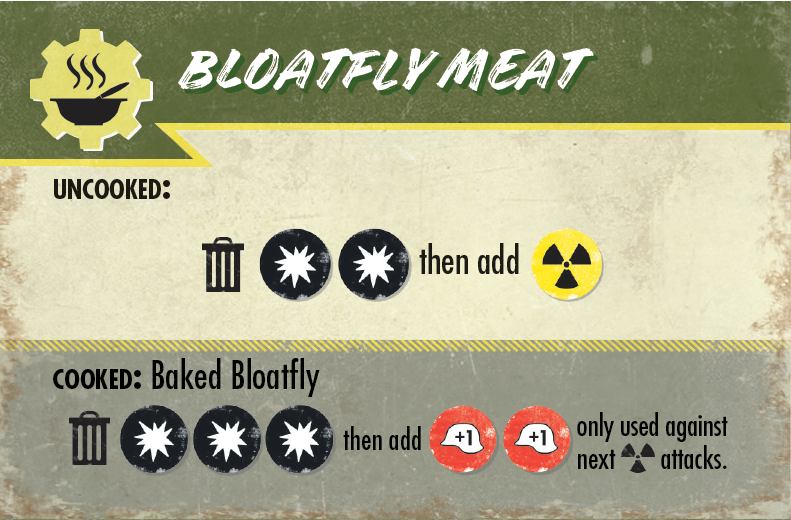 BLOATFLY MEAT
UNCOOKED:
then add
COOKED: Baked Bloatfly
then add +1 +1 only used against
next attacks.